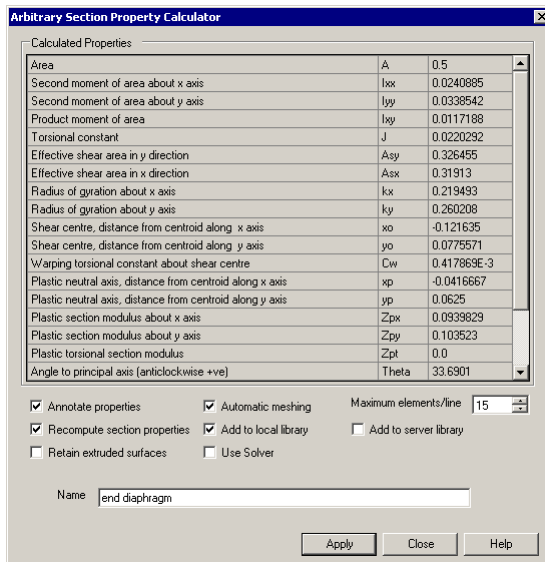 Arbitrary Section Property Calculator
Calculated Properties
Area A 0.5
Second moment of area about x axis Ixx 0.0240885
Second moment of area about y axis Iyy 0.0338542
Product moment of area Ixy 0.0117188
Torsional constant J 0.0220292
Effective shear area in y direction Asy 0.326455
Effective shear area in x direction Asx 0.31913
Radius of gyration about x axis kx 0.219493
Radius of gyration about y axis ky 0.260208
Shear centre, distance from centroid along x axis xo -0.121635
Shear centre, distance from centroid along y axis yo 0.0775571
Warping torsional constant about shear centre Cw 0.417869E-3
Plastic neutral axis, distance from centroid along x axis xp -0.0416667
Plastic neutral axis, distance from centroid along y axis yp 0.0625
Plastic section modulus about x axis Zpx 0.0939829
Plastic section modulus about y axis Zpy 0.103523
Plastic torsional section modulus Zpt 0.0
Angle to principal axis (anticlockwise +ve) Theta 33.6901
Annotate properties Automatic meshing Maximum elements/line 15
Recompute section properties Add to local library Add to server library
Retain extruded surfaces Use Solver
Name end diaphragm
Apply Close Help